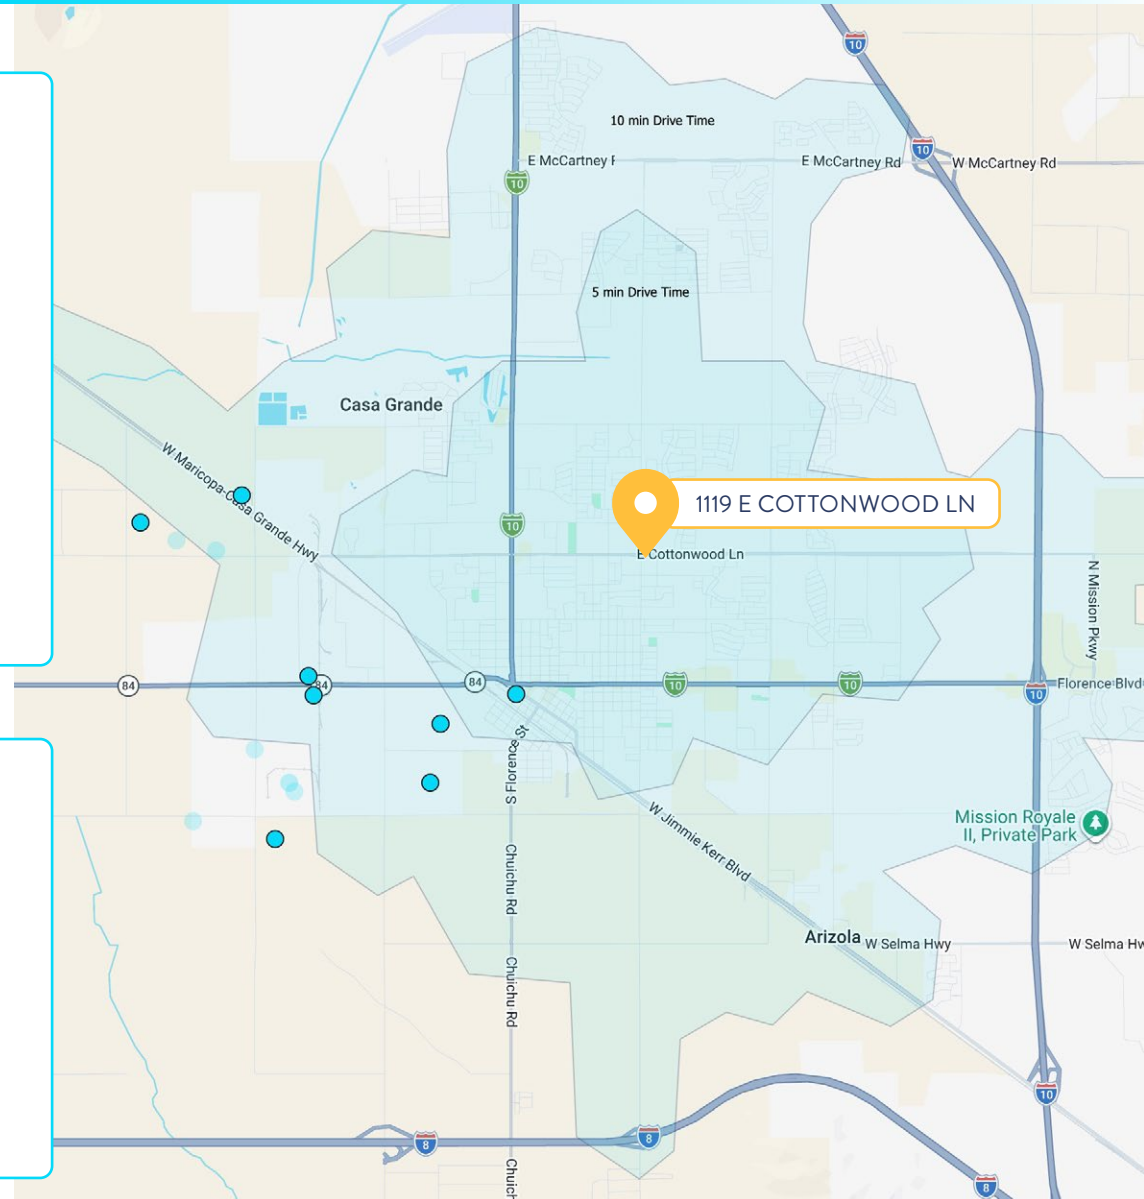 10
10 min Drive Time
E McCartney F
E McCartney Rd
10
W McCartney Rd
10
5 min Drive Time
Casa Grande
W Maricopa-Casa Grande Hwy
1119 E COTTONWOOD LN
10
E Cottonwood Ln
N Mission Pkwy
84
84
84
10
10
10
Florence Blvd
S Florence St
W Jimmie Kerr Blvd
Mission Royale
II, Private Park
Chuichu Rd
Arizola
W Selma Hwy
W Selma Hw
Chuichu Rd
10
8
8
Chuich
8